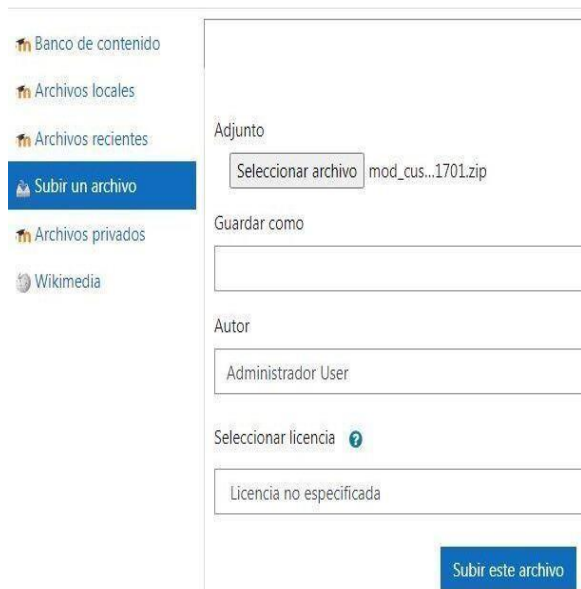 Banco de contenido
Archivos locales
Archivos recientes
Subir un archivo
Archivos privados
Wikimedia
Adjunto
Seleccionar archivo mod_cus...1701.zip
Guardar como
Autor
Administrador User
Seleccionar licencia ?
Licencia no especificada
Subir este archivo